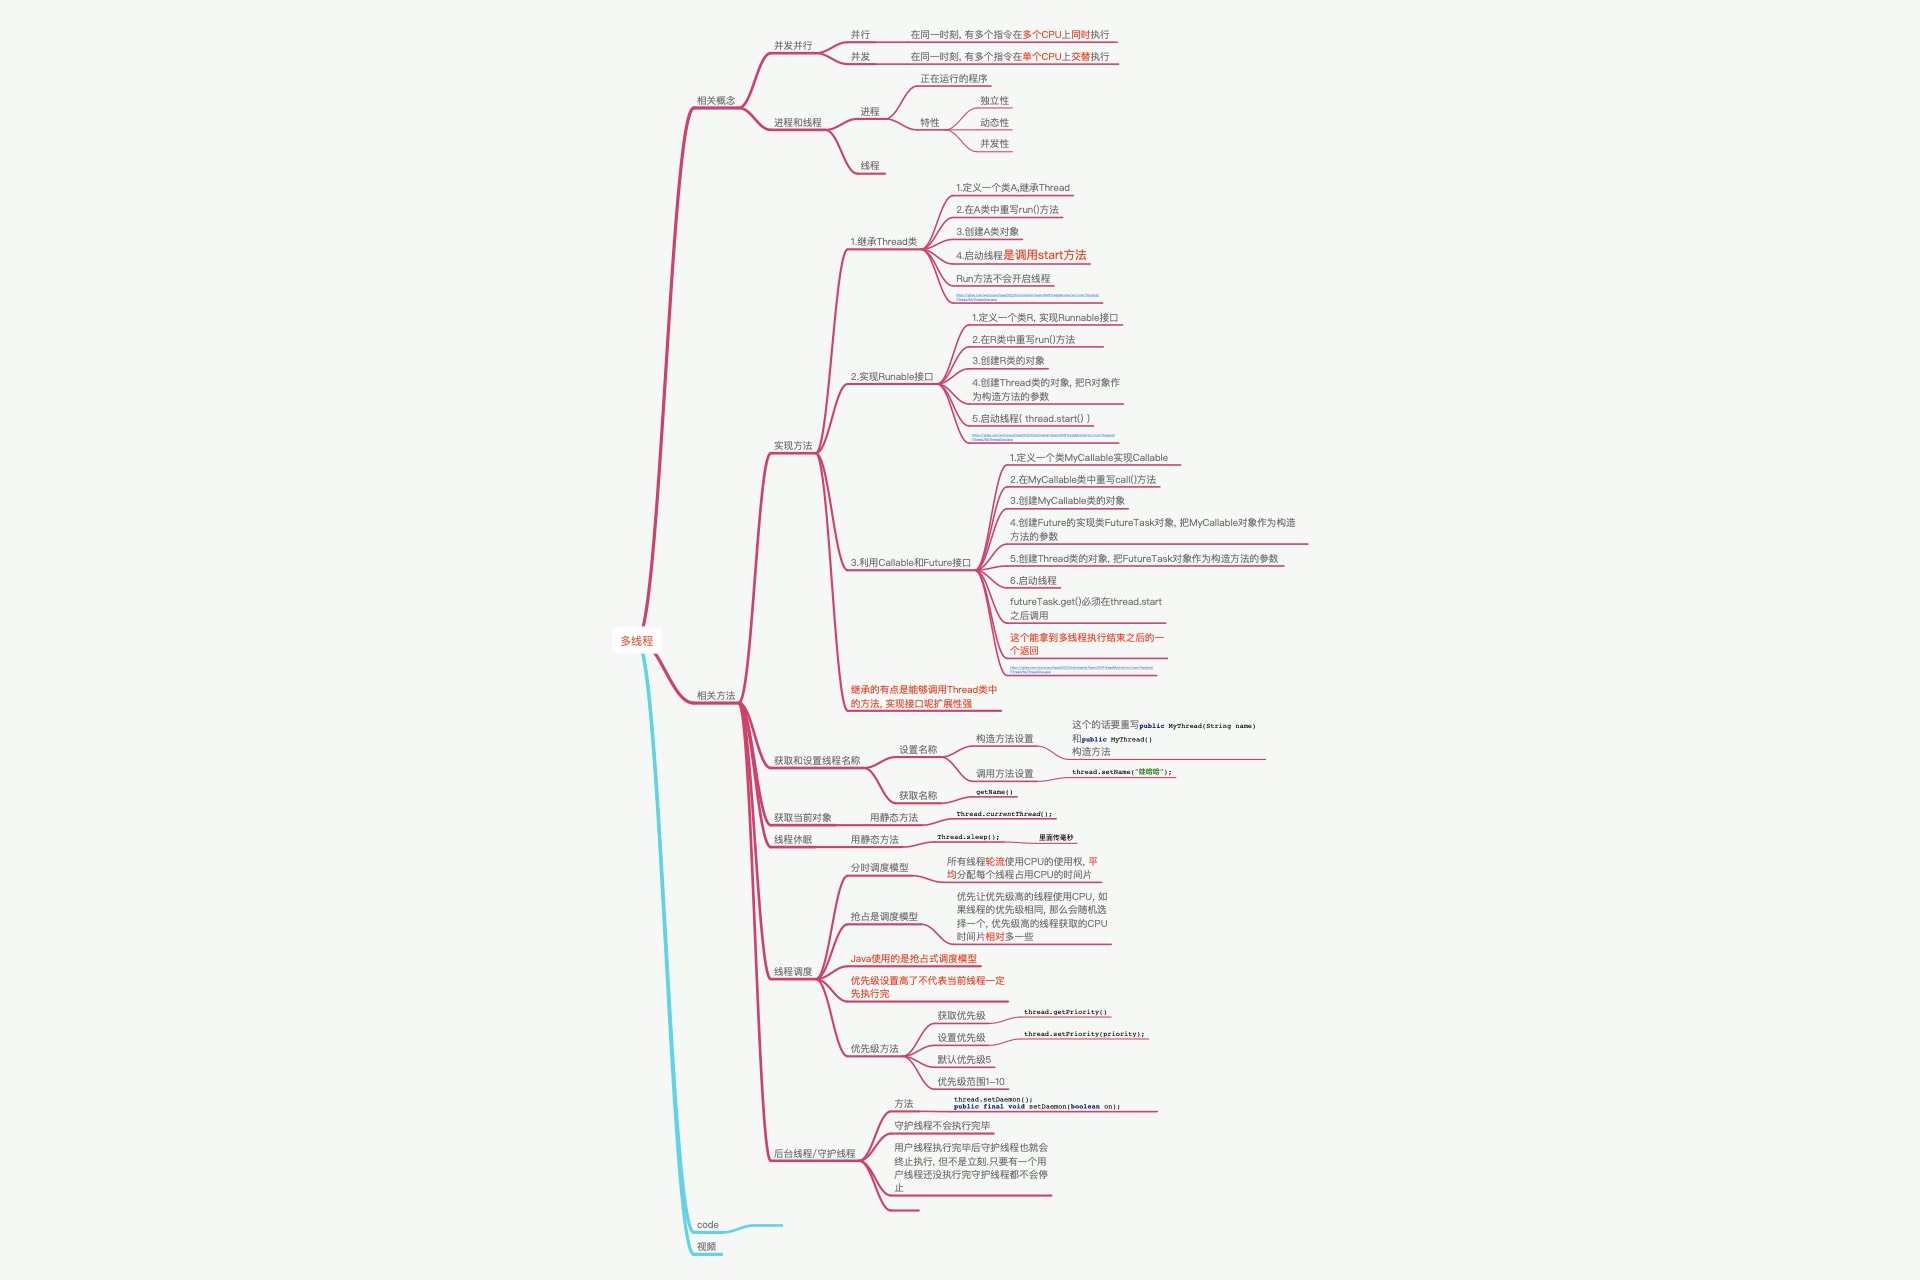 并发并行
并行
在同一时刻, 有多个指令在多个CPU上同时执行
并发
在同一时刻, 有多个指令在单个CPU上交替执行
相关概念
进程和线程
进程
正在运行的程序
特性
独立性
动态性
并发性
线程
1.继承Thread类
1.定义一个类A,继承Thread
2.在A类中重写run()方法
3.创建A类对象
4.启动线程是调用start方法
Run方法不会开启线程
2.实现Runable接口
1.定义一个类R, 实现Runnable接口
2.在R类中重写run()方法
3.创建R类的对象
4.创建Thread类的对象, 把R对象作
为构造方法的参数
5.启动线程( thread.start() )
实现方法
3.利用Callable和Future接口
1.定义一个类MyCallable实现Callable
2.在MyCallable类中重写call()方法
3.创建MyCallable类的对象
4.创建Future的实现类FutureTask对象, 把MyCallable对象作为构造
方法的参数
5.创建Thread类的对象, 把FutureTask对象作为构造方法的参数
6.启动线程
futureTask.get()必须在thread.start
之后调用
这个能拿到多线程执行结束之后的一
个返回
多线程
相关方法
继承的有点是能够调用Thread类中
的方法, 实现接口呢扩展性强
获取和设置线程名称
设置名称
构造方法设置
这个的话要重写public MyThread(String name)
和public MyThread()
构造方法
调用方法设置
thread.setName("娃哈哈");
获取名称
getName()
获取当前对象
用静态方法
Thread.currentThread();
线程休眠
用静态方法
Thread.sleep();
里面传毫秒
线程调度
分时调度模型
所有线程轮流使用CPU的使用权, 平
均分配每个线程占用CPU的时间片
抢占是调度模型
优先让优先级高的线程使用CPU, 如
果线程的优先级相同, 那么会随机选
择一个, 优先级高的线程获取的CPU
时间片相对多一些
Java使用的是抢占式调度模型
优先级设置高了不代表当前线程一定
先执行完
优先级方法
获取优先级
thread.getPriority()
设置优先级
thread.setPriority(priority);
默认优先级5
优先级范围1-10
后台线程/守护线程
方法
thread.setDaemon();
public final void setDaemon(boolean on);
守护线程不会执行完毕
用户线程执行完毕后守护线程也就会
终止执行, 但不是立刻.只要有一个用
户线程还没执行完守护线程都不会停
止
code
视频